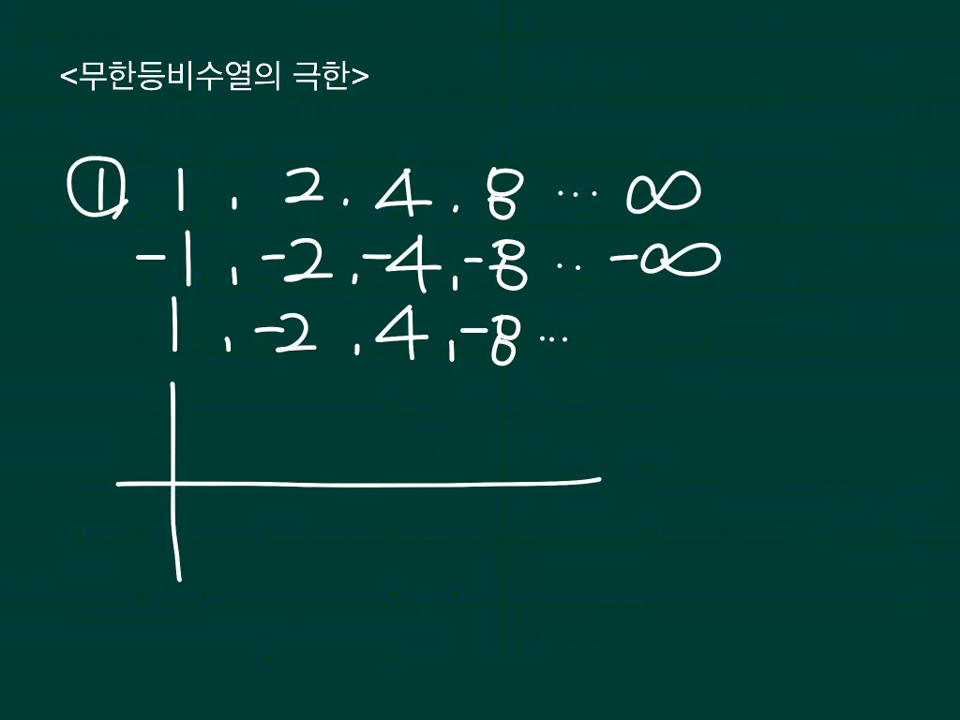 <무한등비수열의 극한>
① 1, 2, 4, 8 ... ∞
-1, -2, -4, -8 .. -∞
1, -2, 4, -8 ...